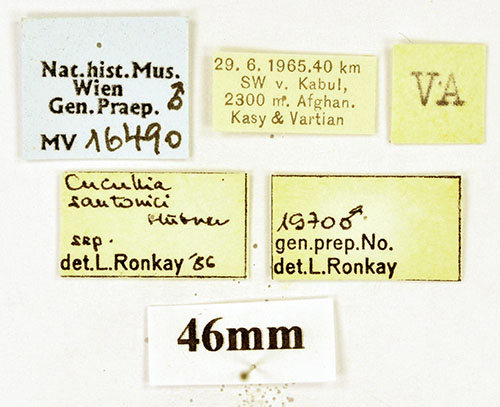 Nat.hist.Mus.
Wien
Gen.Praep. ♂
MV 16490
29. 6. 1965.40 km
SW v. Kabul,
2300 m. Afghan.
Kasy & Vartian
VA
Cucullia
santonici
Hübner
ssp.
det.L.Ronkay '86
1970♂
gen.prep.No.
det.L.Ronkay
46mm